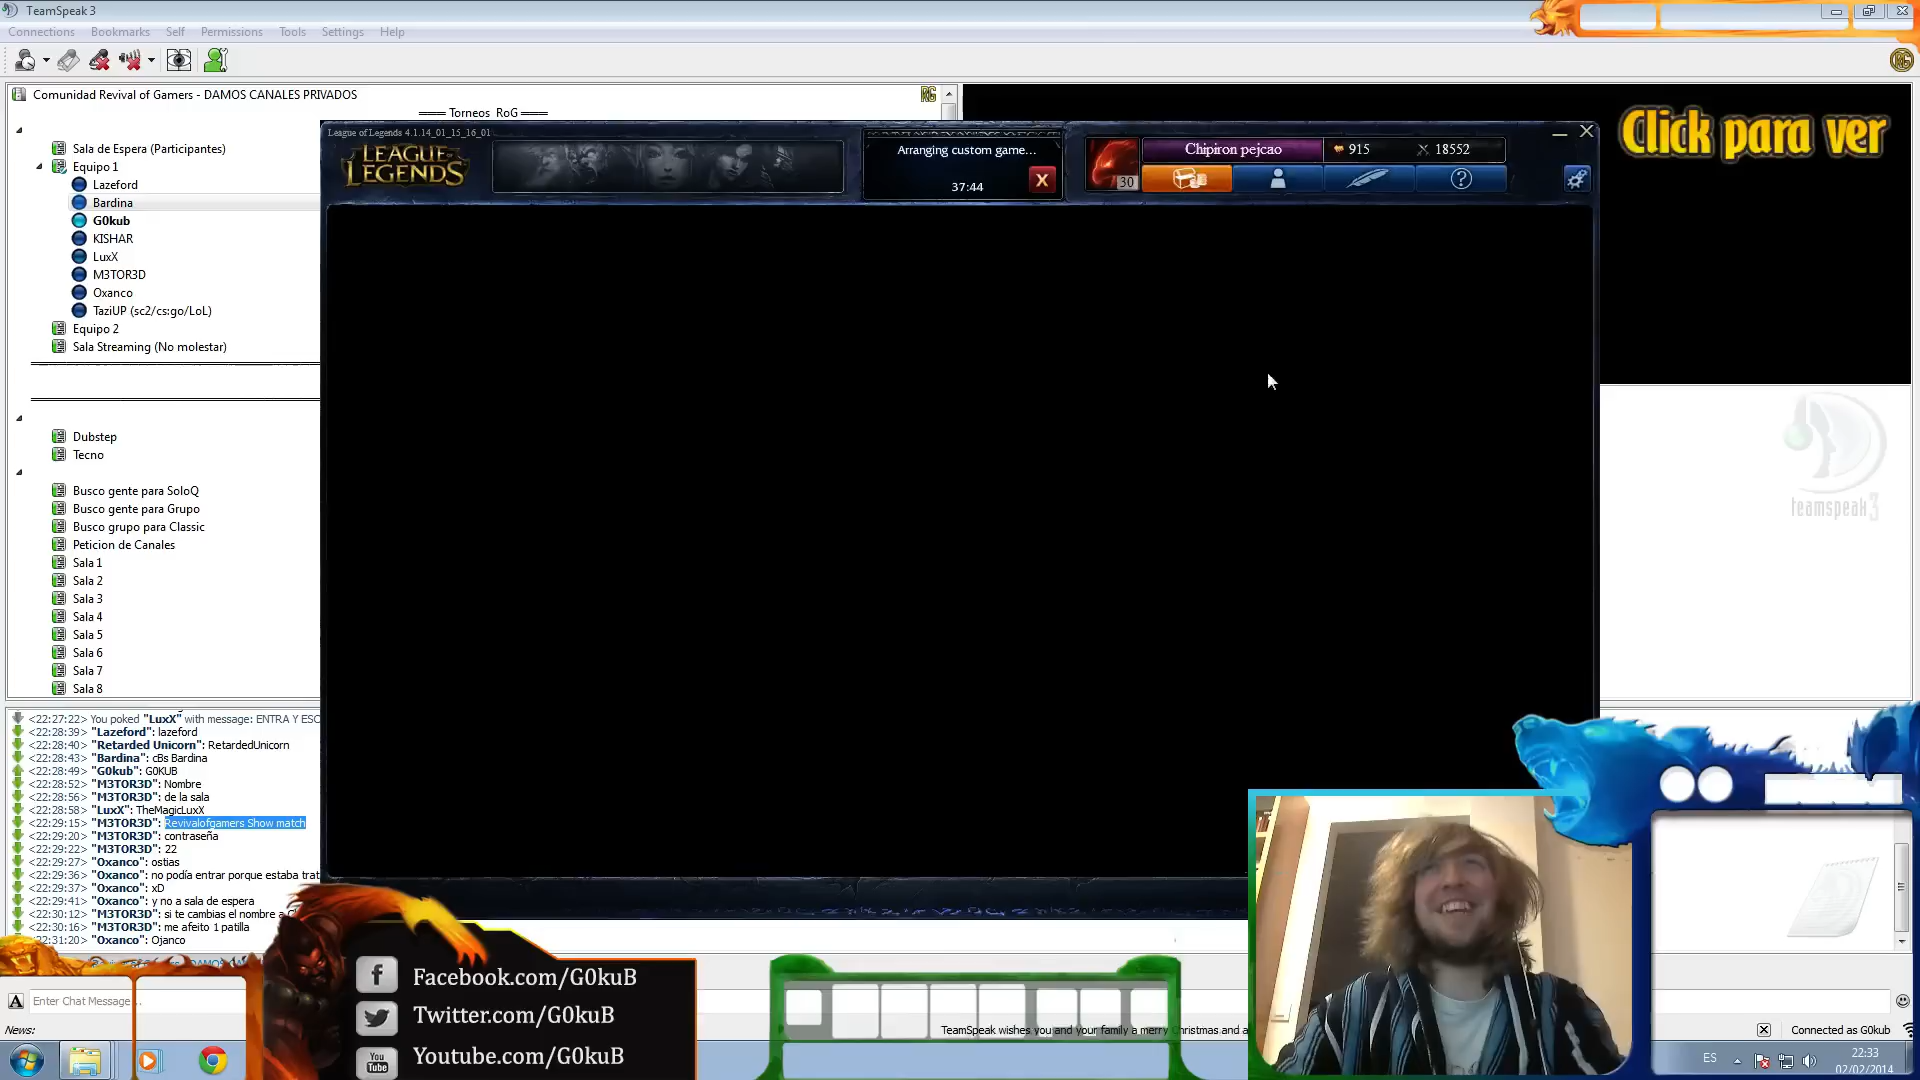 TeamSpeak 3
Connections Bookmarks Self Permissions Tools Settings Help
Comunidad Revival of Gamers - DAMOS CANALES PRIVADOS
Torneos RoG
Sala de Espera (Participantes)
Equipo 1
Lazeford
Bardina
G0kub
KISHAR
LuxX
M3TOR3D
Oxanco
TaziUP (sc2/cs:go/LoL)
Equipo 2
Sala Streaming (No molestar)
Dubstep
Tecno
Busco gente para SoloQ
Busco gente para Grupo
Busco grupo para Classic
Peticion de Canales
Sala 1
Sala 2
Sala 3
Sala 4
Sala 5
Sala 6
Sala 7
Sala 8
League of Legends 4.1.14_01_15_16_01
LEAGUE OF LEGENDS
Arranging custom game...
37:44
X
30
Chipiron pejcao
915
18552
Click para ver
teamspeak3
<22:27:22> You poked "LuxX" with message: ENTRA Y ESC
<22:28:39> "Lazeford": lazeford
<22:28:40> "Retarded Unicorn": RetardedUnicorn
<22:28:43> "Bardina": cBs Bardina
<22:28:49> "G0kub": G0KUB
<22:28:52> "M3TOR3D": Nombre
<22:28:56> "M3TOR3D": de la sala
<22:28:58> "LuxX": TheMagicLuxX
<22:29:15> "M3TOR3D": Revivalofgamers Show match
<22:29:20> "M3TOR3D": contraseña
<22:29:22> "M3TOR3D": 22
<22:29:27> "Oxanco": ostias
<22:29:36> "Oxanco": no podía entrar porque estaba trat
<22:29:37> "Oxanco": xD
<22:29:41> "Oxanco": y no a sala de espera
<22:30:12> "M3TOR3D": si te cambias el nombre a
<22:30:16> "M3TOR3D": me afeito 1 patilla
<22:31:20> "Oxanco": Ojanco
Enter Chat Message...
News:
Facebook.com/G0kuB
Twitter.com/G0kuB
You Tube
Youtube.com/G0kuB
TeamSpeak wishes you and your family a merry Christmas and a
Connected as G0kub
ES
22:33
02/02/2014